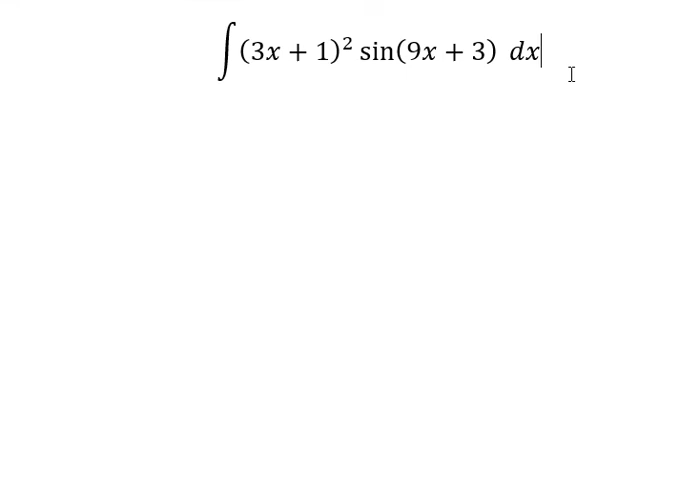 ∫(3x + 1)² sin(9x + 3) dx